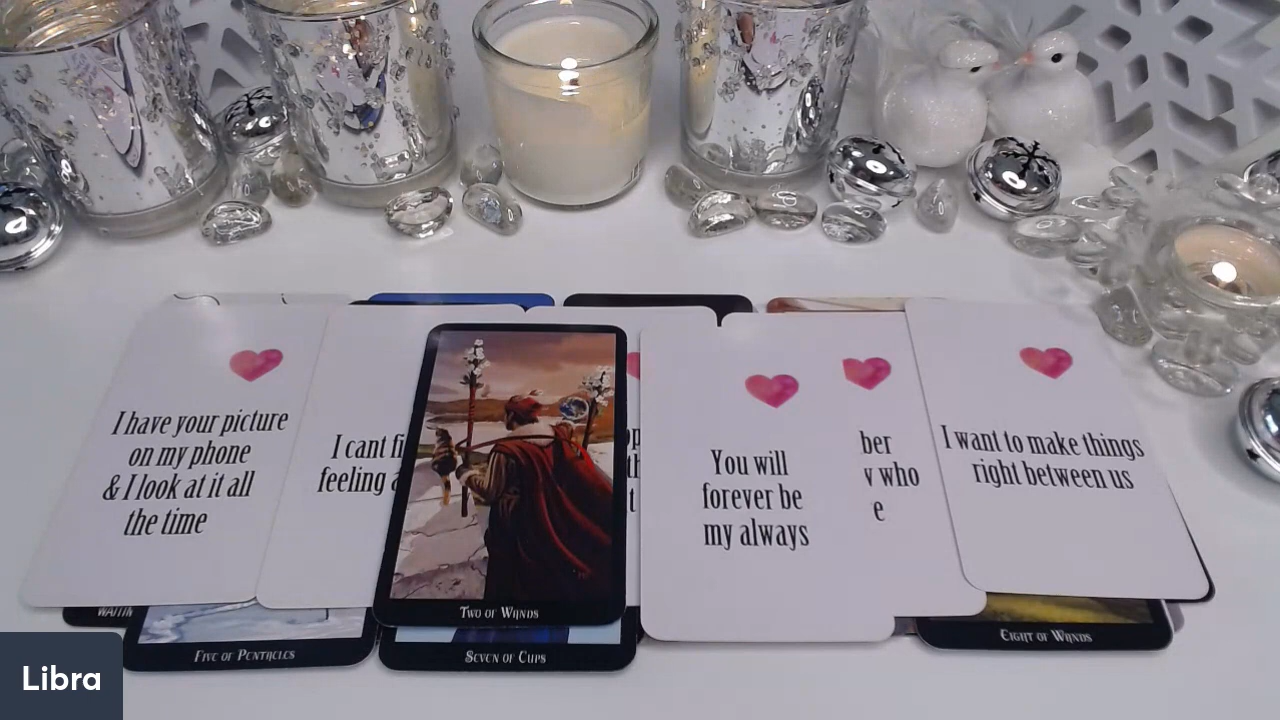 I have your picture
on my phone
& I look at it all
the time
I cant
feeling
You will
forever be
my always
ber
who
e
I want to make things
right between us
Two of Wands
Five of Pentacles
Seven of Cups
Eight of Wands
Libra